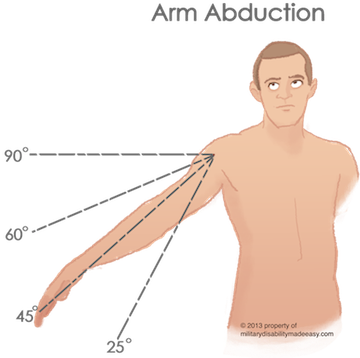 Arm Abduction
90°
60°
45°
25°
© 2013 property of
militarydisabilitymadeeasy.com